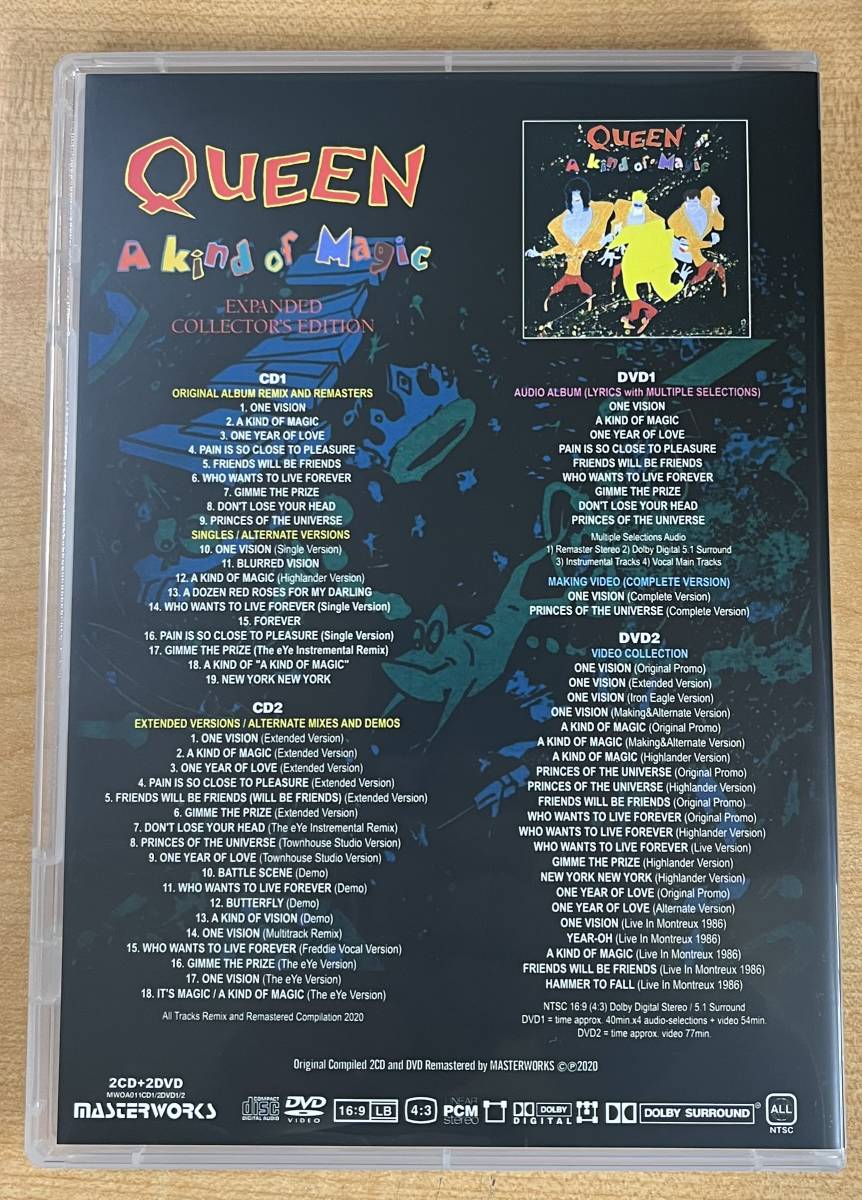 QUEEN
A kind of Magic
EXPANDED
COLLECTOR'S EDITION
QUEEN
A kind of Magic
CD1
ORIGINAL ALBUM REMIX AND REMASTERS
1. ONE VISION
2. A KIND OF MAGIC
3. ONE YEAR OF LOVE
4. PAIN IS SO CLOSE TO PLEASURE
5. FRIENDS WILL BE FRIENDS
6. WHO WANTS TO LIVE FOREVER
7. GIMME THE PRIZE
8. DON'T LOSE YOUR HEAD
9. PRINCES OF THE UNIVERSE
SINGLES / ALTERNATE VERSIONS
10. ONE VISION (Single Version)
11. BLURRED VISION
12. A KIND OF MAGIC (Highlander Version)
13. A DOZEN RED ROSES FOR MY DARLING
14. WHO WANTS TO LIVE FOREVER (Single Version)
15. FOREVER
16. PAIN IS SO CLOSE TO PLEASURE (Single Version)
17. GIMME THE PRIZE (The eYe Instremental Remix)
18. A KIND OF "A KIND OF MAGIC"
19. NEW YORK NEW YORK
CD2
EXTENDED VERSIONS / ALTERNATE MIXES AND DEMOS
1. ONE VISION (Extended Version)
2. A KIND OF MAGIC (Extended Version)
3. ONE YEAR OF LOVE (Extended Version)
4. PAIN IS SO CLOSE TO PLEASURE (Extended Version)
5. FRIENDS WILL BE FRIENDS (WILL BE FRIENDS) (Extended Version)
6. GIMME THE PRIZE (Extended Version)
7. DON'T LOSE YOUR HEAD (The eYe Instremental Remix)
8. PRINCES OF THE UNIVERSE (Townhouse Studio Version)
9. ONE YEAR OF LOVE (Townhouse Studio Version)
10. BATTLE SCENE (Demo)
11. WHO WANTS TO LIVE FOREVER (Demo)
12. BUTTERFLY (Demo)
13. A KIND OF VISION (Demo)
14. ONE VISION (Multitrack Remix)
15. WHO WANTS TO LIVE FOREVER (Freddie Vocal Version)
16. GIMME THE PRIZE (The eYe Version)
17. ONE VISION (The eYe Version)
18. IT'S MAGIC / A KIND OF MAGIC (The eYe Version)
All Tracks Remix and Remastered Compilation 2020
DVD1
AUDIO ALBUM (LYRICS with MULTIPLE SELECTIONS)
ONE VISION
A KIND OF MAGIC
ONE YEAR OF LOVE
PAIN IS SO CLOSE TO PLEASURE
FRIENDS WILL BE FRIENDS
WHO WANTS TO LIVE FOREVER
GIMME THE PRIZE
DON'T LOSE YOUR HEAD
PRINCES OF THE UNIVERSE
Multiple Selections Audio
1) Remaster Stereo 2) Dolby Digital 5.1 Surround
3) Instrumental Tracks 4) Vocal Main Tracks
MAKING VIDEO (COMPLETE VERSION)
ONE VISION (Complete Version)
PRINCES OF THE UNIVERSE (Complete Version)
DVD2
VIDEO COLLECTION
ONE VISION (Original Promo)
ONE VISION (Extended Version)
ONE VISION (Iron Eagle Version)
ONE VISION (Making&Alternate Version)
A KIND OF MAGIC (Original Promo)
A KIND OF MAGIC (Making&Alternate Version)
A KIND OF MAGIC (Highlander Version)
PRINCES OF THE UNIVERSE (Original Promo)
PRINCES OF THE UNIVERSE (Highlander Version)
FRIENDS WILL BE FRIENDS (Original Promo)
WHO WANTS TO LIVE FOREVER (Original Promo)
WHO WANTS TO LIVE FOREVER (Highlander Version)
WHO WANTS TO LIVE FOREVER (Live Version)
GIMME THE PRIZE (Highlander Version)
NEW YORK NEW YORK (Highlander Version)
ONE YEAR OF LOVE (Original Promo)
ONE YEAR OF LOVE (Alternate Version)
ONE VISION (Live In Montreux 1986)
YEAR-OH (Live In Montreux 1986)
A KIND OF MAGIC (Live In Montreux 1986)
FRIENDS WILL BE FRIENDS (Live In Montreux 1986)
HAMMER TO FALL (Live In Montreux 1986)
NTSC 16:9 (4:3) Dolby Digital Stereo / 5.1 Surround
DVD1 = time approx. 40min.x4 audio-selections + video 54min.
DVD2 = time approx. video 77min.
Original Compiled 2CD and DVD Remastered by MASTERWORKS ©℗2020
2CD+2DVD
MWOA011CD1/2DVD1/2
MASTERWORKS
COMPACT disc DIGITAL AUDIO
DVD VIDEO
16:9 LB
4:3
NEAR PCM stereo
DOLBY DIGITAL
DOLBY SURROUND
ALL NTSC